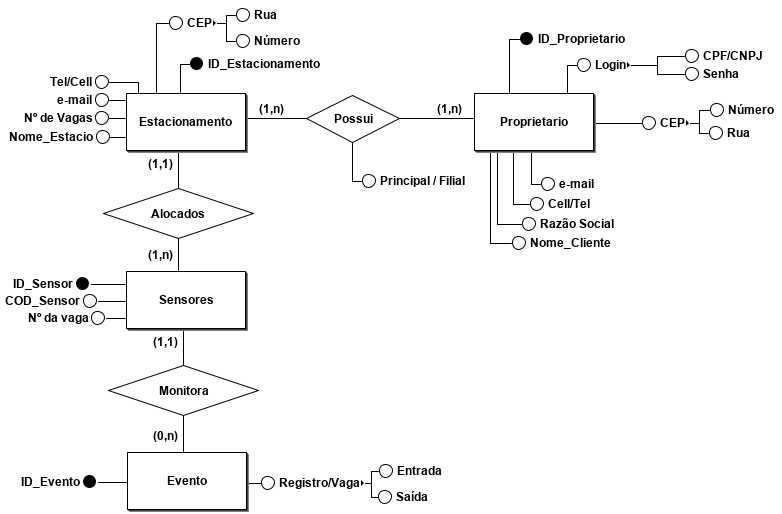 Rua
CEP
Número
ID_Estacionamento
Tel/Cell
e-mail
Nº de Vagas
Nome_Estacio
Estacionamento
(1,n)
Possui
(1,n)
Principal / Filial
ID_Proprietario
Login
CPF/CNPJ
Senha
Proprietario
CEP
Número
Rua
e-mail
Cell/Tel
Razão Social
Nome_Cliente
(1,1)
Alocados
(1,n)
ID_Sensor
COD_Sensor
Nº da vaga
Sensores
(1,1)
Monitora
(0,n)
ID_Evento
Evento
Registro/Vaga
Entrada
Saída